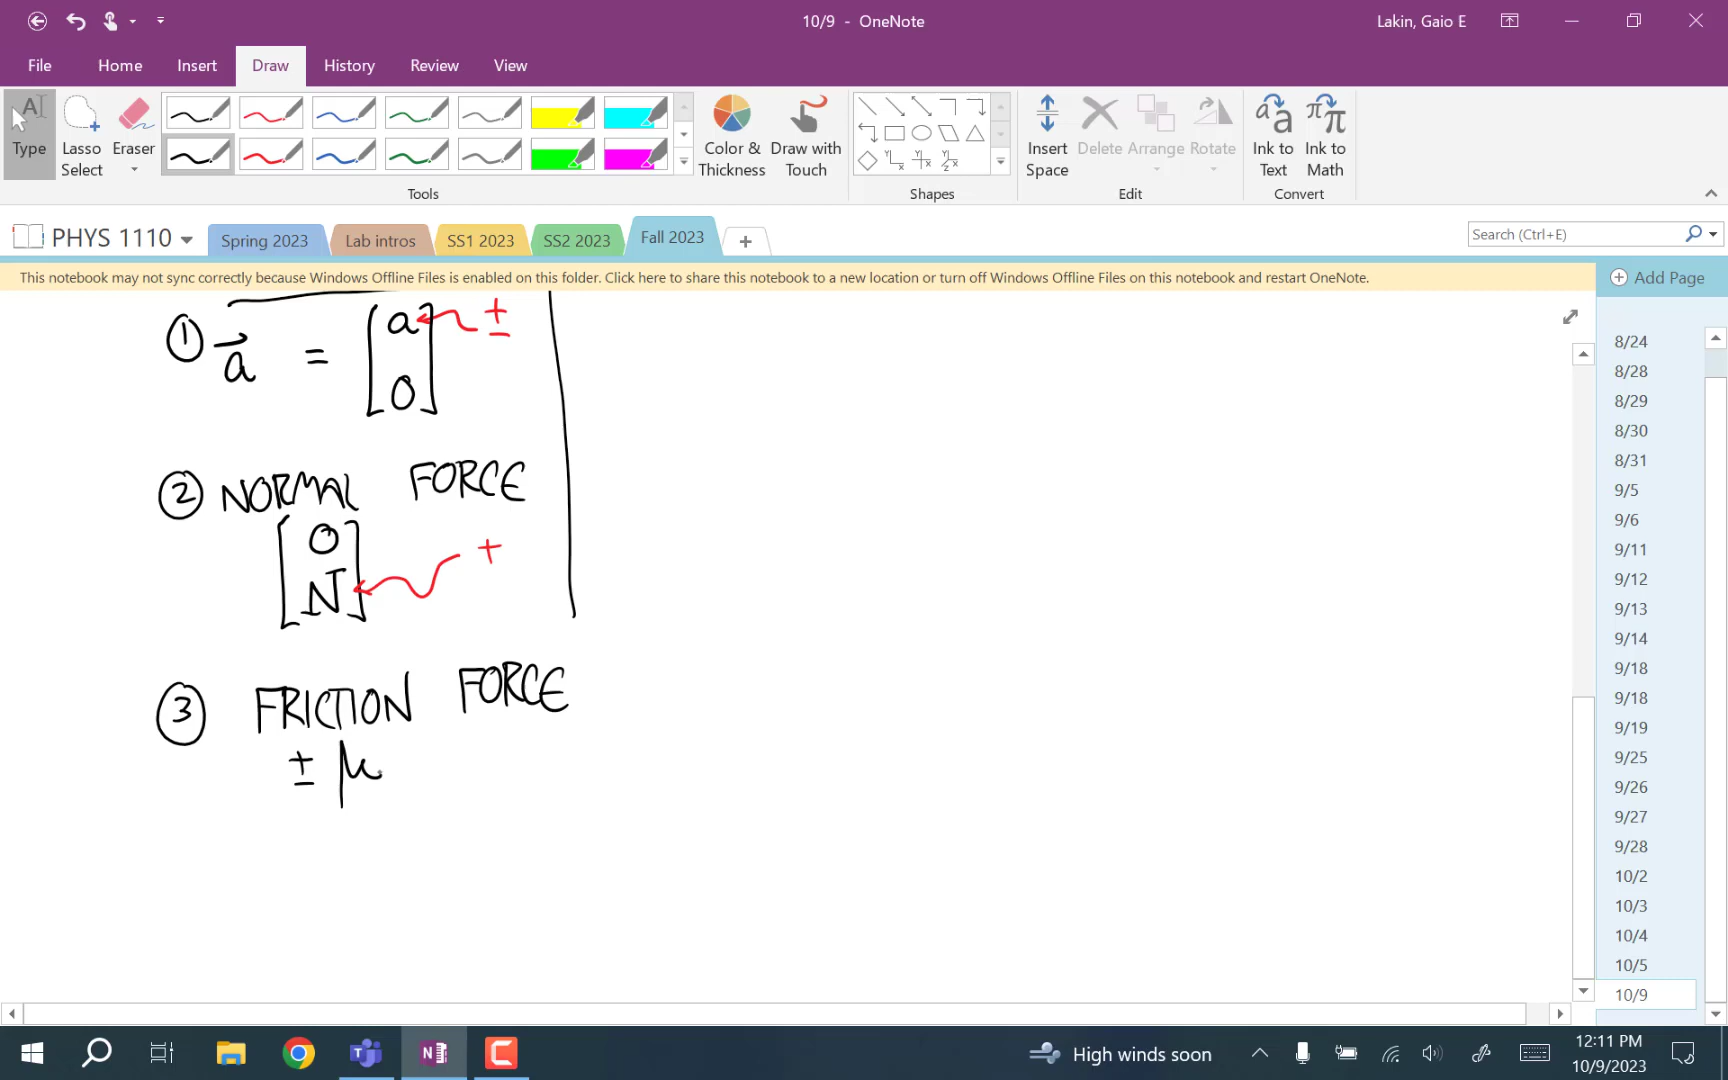 10/9 - OneNote
Lakin, Gaio E
File Home Insert Draw History Review View
Type
Lasso Select
Eraser
Color & Thickness
Draw with Touch
Insert Space
Delete
Arrange
Rotate
Ink to Text
Ink to Math
Tools
Shapes
Edit
Convert
PHYS 1110
Spring 2023
Lab intros
SS1 2023
SS2 2023
Fall 2023
Search (Ctrl+E)
This notebook may not sync correctly because Windows Offline Files is enabled on this folder. Click here to share this notebook to a new location or turn off Windows Offline Files on this notebook and restart OneNote.
Add Page
① a⃗ = [a 0] ±
② NORMAL FORCE
[0 N] +
③ FRICTION FORCE
± μ
8/24
8/28
8/29
8/30
8/31
9/5
9/6
9/11
9/12
9/13
9/14
9/18
9/18
9/19
9/25
9/26
9/27
9/28
10/2
10/3
10/4
10/5
10/9
High winds soon
12:11 PM
10/9/2023